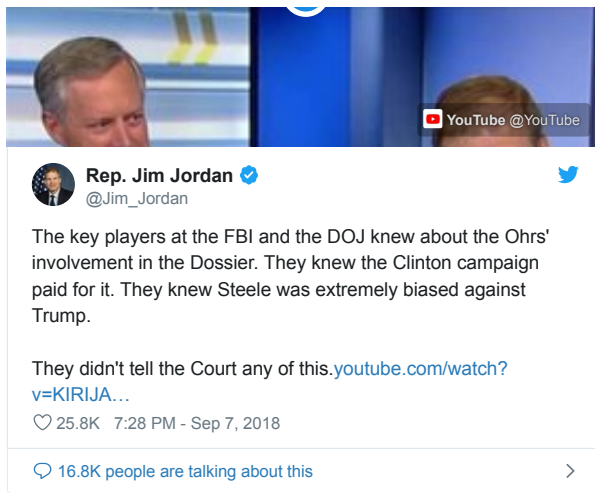 YouTube @YouTube
Rep. Jim Jordan
@Jim_Jordan
The key players at the FBI and the DOJ knew about the Ohrs'
involvement in the Dossier. They knew the Clinton campaign
paid for it. They knew Steele was extremely biased against
Trump.
They didn't tell the Court any of this.youtube.com/watch?
v=KIRIJA…
25.8K 7:28 PM - Sep 7, 2018
16.8K people are talking about this